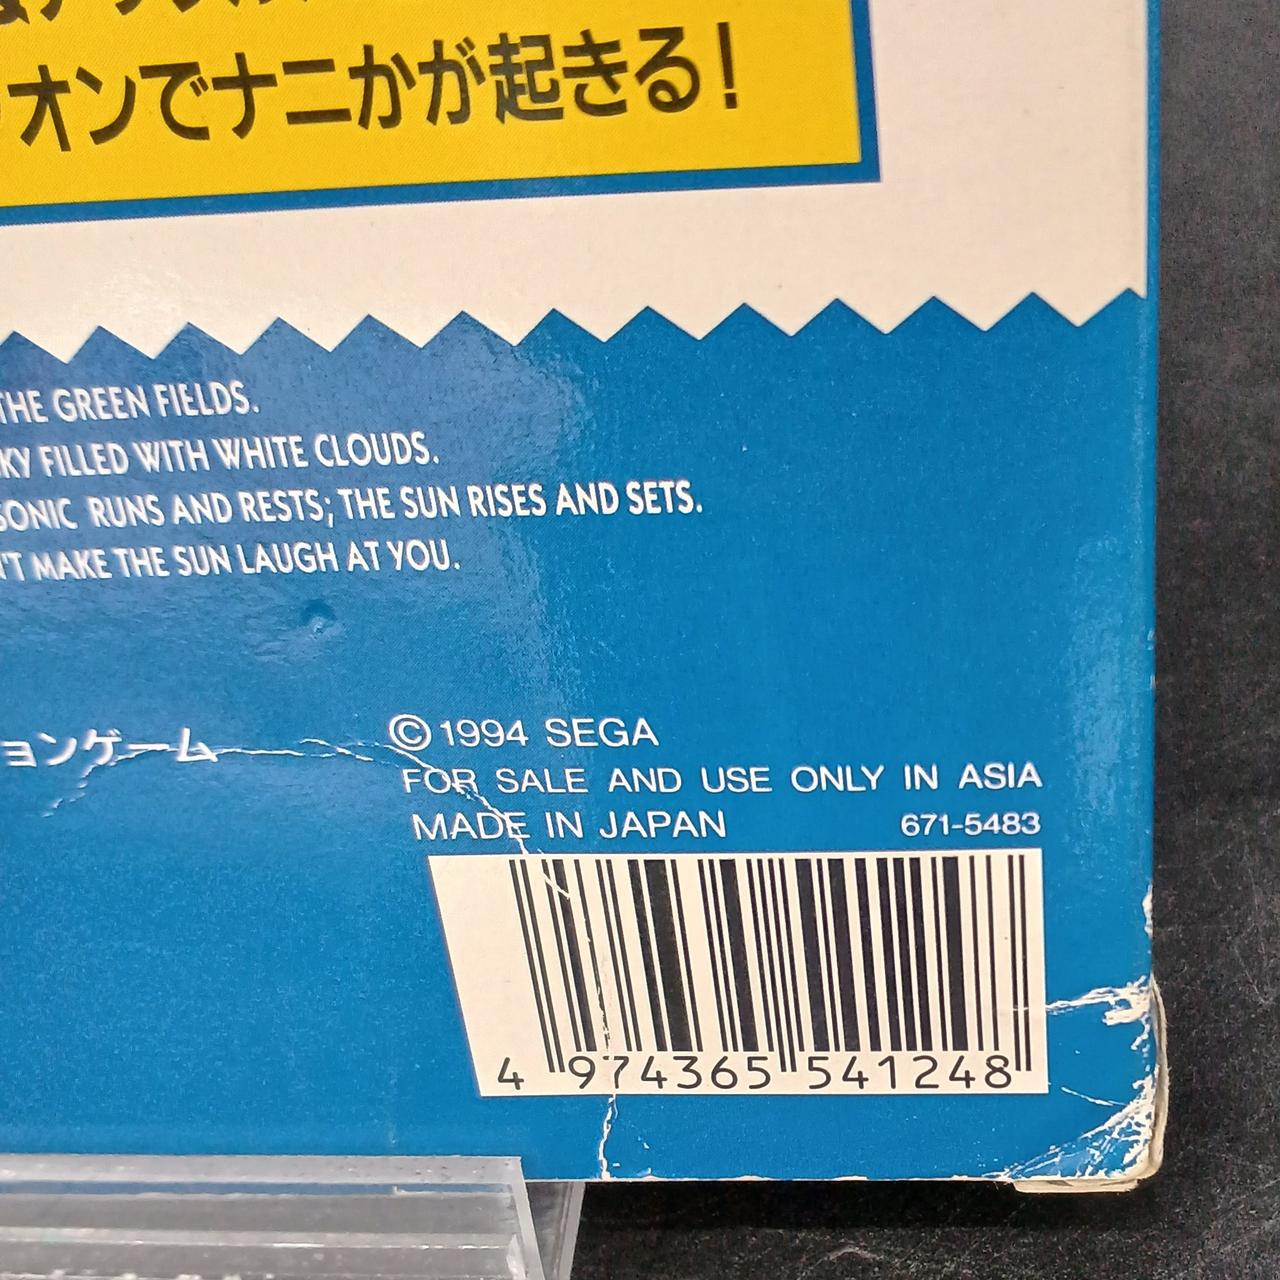 オンでナニかが起きる!
THE GREEN FIELDS.
FILLED WITH WHITE CLOUDS.
SONIC RUNS AND RESTS; THE SUN RISES AND SETS.
MAKE THE SUN LAUGH AT YOU.
ョンゲーム
© 1994 SEGA
FOR SALE AND USE ONLY IN ASIA
MADE IN JAPAN 671-5483
4 974365 541248